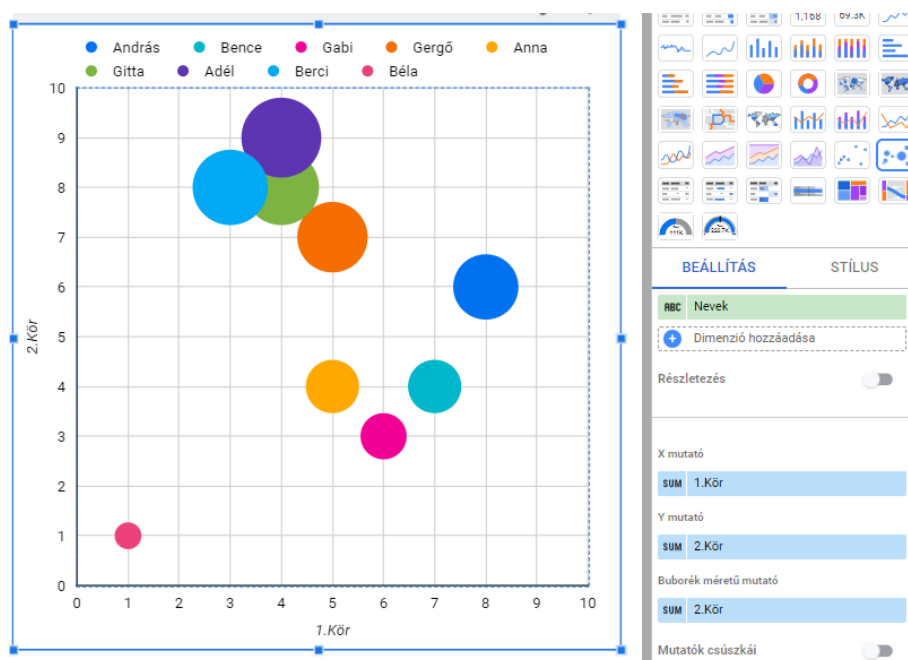 1,168 69.3K
András Bence Gabi Gergő Anna
Gitta Adél Berci Béla
10
9
8
7
6
5
4
3
2
1
0
2.Kör
0 1 2 3 4 5 6 7 8 9 10
1.Kör
BEÁLLÍTÁS STÍLUS
ABC Nevek
Dimenzió hozzáadása
Részletezés
X mutató
SUM 1.Kör
Y mutató
SUM 2.Kör
Buborék méretű mutató
SUM 2.Kör
Mutatók csúszkái